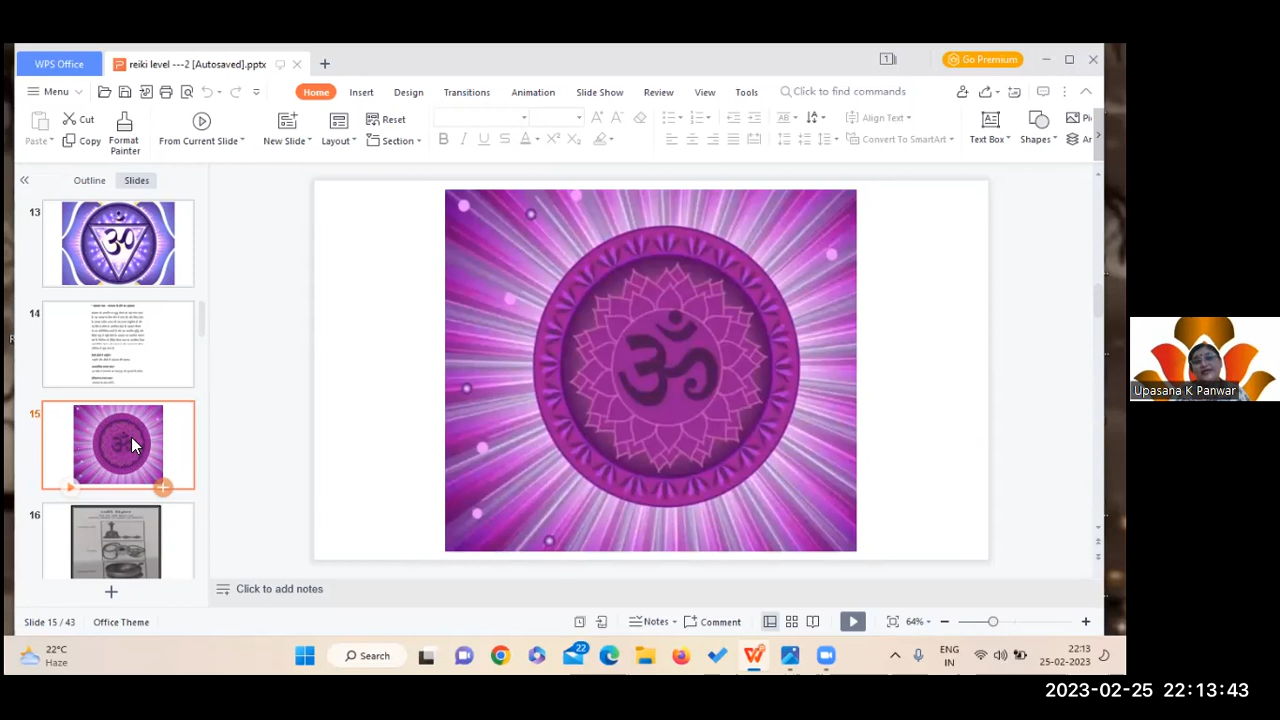 WPS Office
reiki level ---2 [Autosaved].pptx
1
Go Premium
Menu
Home
Insert
Design
Transitions
Animation
Slide Show
Review
View
Tools
Click to find commands
Paste
Cut
Copy
Format
Painter
From Current Slide
New Slide
Layout
Reset
Section
B I U S A X² X₂
Align Text
Convert To SmartArt
Text Box
Shapes
Outline
Slides
13
ॐ
14
15
ॐ
16
ॐ
Upasana K Panwar
Click to add notes
Slide 15 / 43
Office Theme
Notes
Comment
64%
22°C
Haze
Search
22
ENG
IN
22:13
25-02-2023
2023-02-25 22:13:43